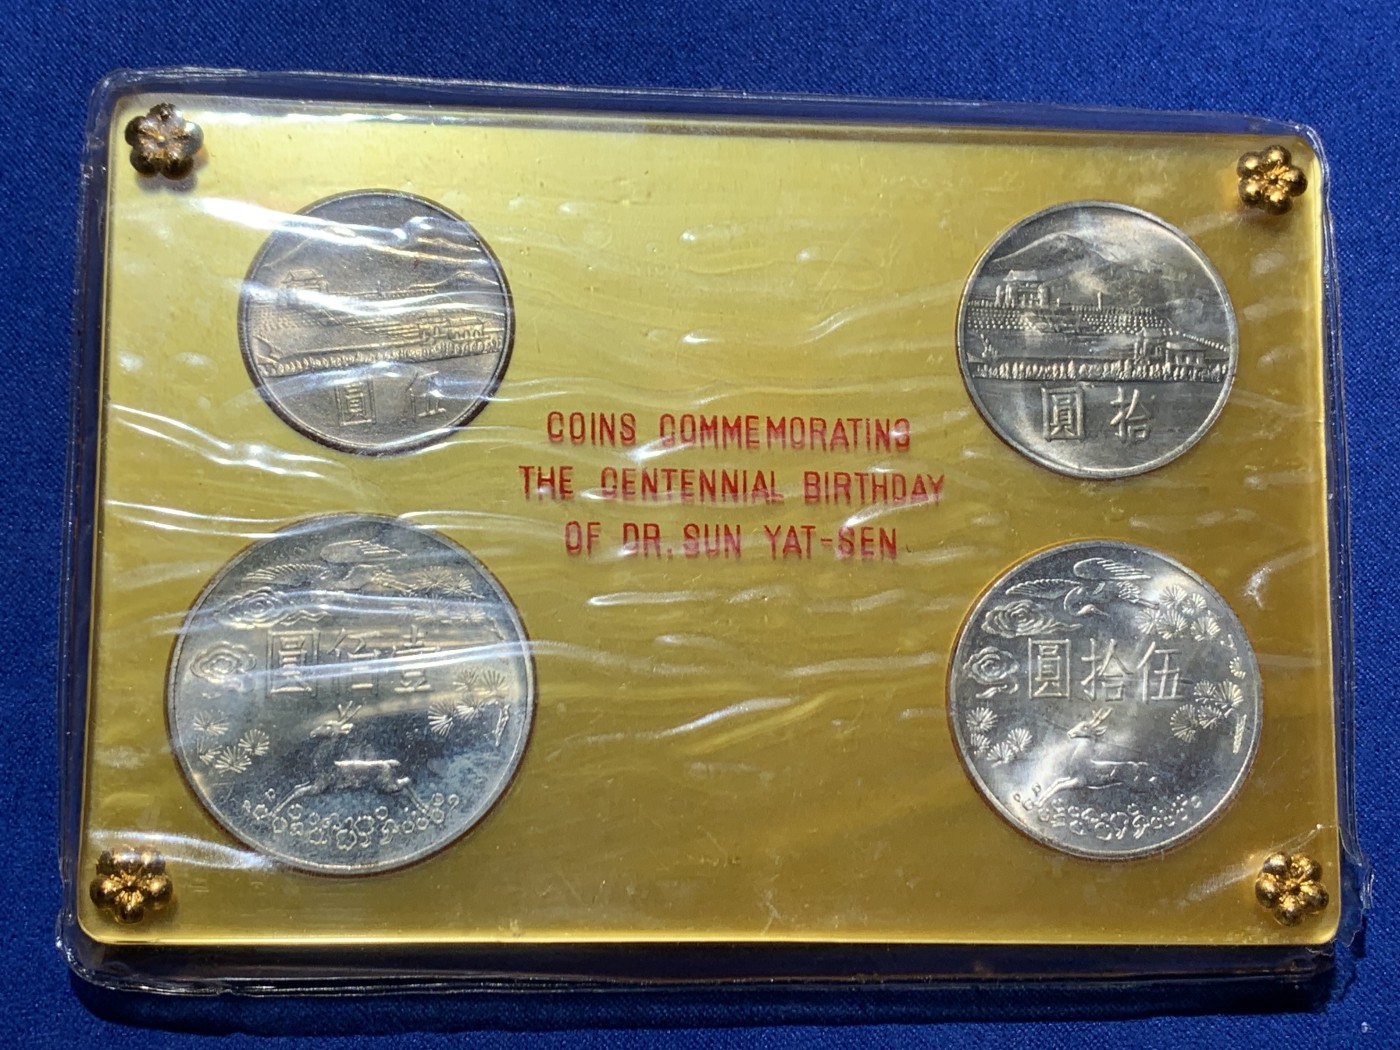 圓 伍
圓 拾
COINS COMMEMORATING
THE CENTENNIAL BIRTHDAY
OF DR. SUN YAT-SEN
圓 佰 壹
圓 拾 伍